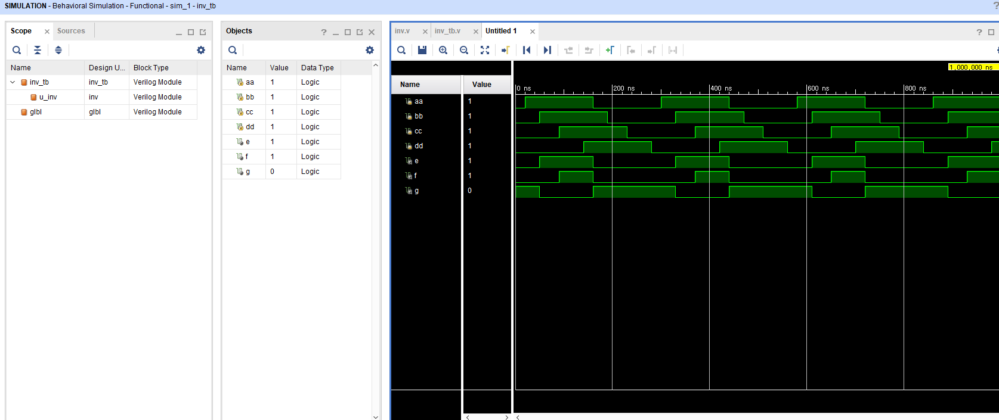 SIMULATION - Behavioral Simulation - Functional - sim_1 - inv_tb ?
Scope × Sources
Name Design U... Block Type
inv_tb inv_tb Verilog Module
u_inv inv Verilog Module
glbl glbl Verilog Module
Objects ?
Name Value Data Type
aa 1 Logic
bb 1 Logic
cc 1 Logic
dd 1 Logic
e 1 Logic
f 1 Logic
g 0 Logic
inv.v × inv_tb.v × Untitled 1 × ?
1,000,000 ns
Name Value
0 ns 200 ns 400 ns 600 ns 800 ns
aa 1
bb 1
cc 1
dd 1
e 1
f 1
g 0